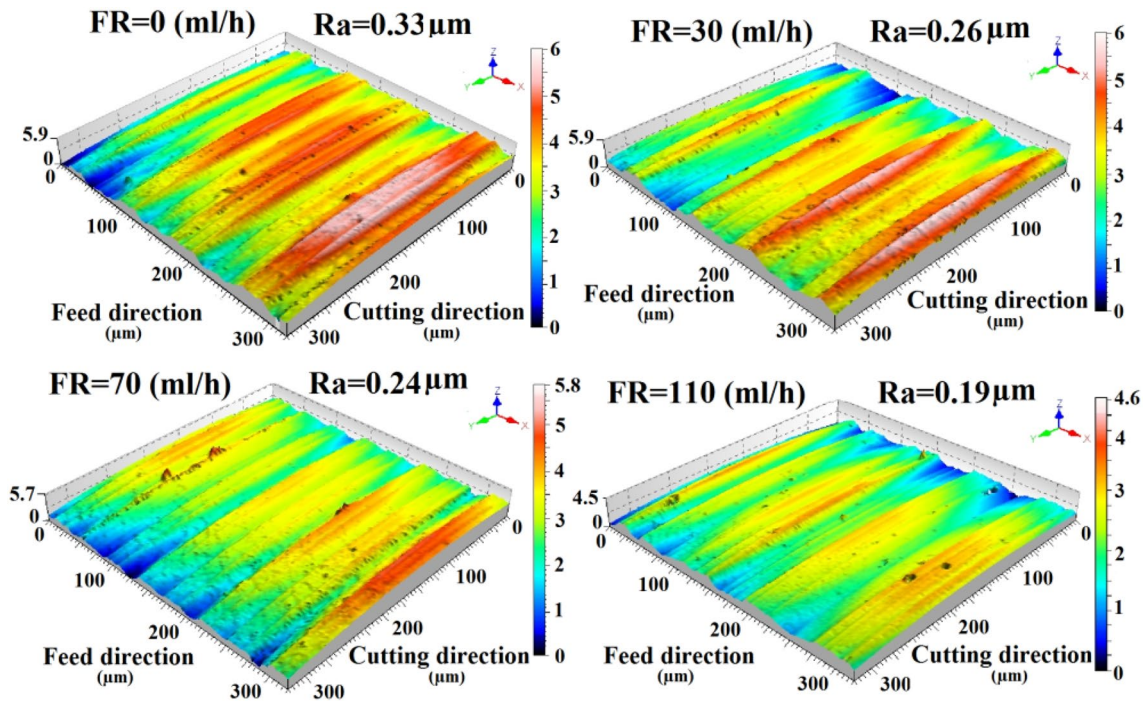 FR=0 (ml/h) Ra=0.33µm
Z
Y X
6
5
4
3
2
1
0
5.9
0
0
100
200
300
Feed direction
(µm)
0
100
200
300
Cutting direction
(µm)
FR=30 (ml/h) Ra=0.26µm
Z
Y X
6
5
4
3
2
1
0
5.9
0
0
100
200
300
Feed direction
(µm)
0
100
200
300
Cutting direction
(µm)
FR=70 (ml/h) Ra=0.24µm
Z
Y X
5.8
5
4
3
2
1
0
5.7
0
0
100
200
300
Feed direction
(µm)
0
100
200
300
Cutting direction
(µm)
FR=110 (ml/h) Ra=0.19µm
Z
Y X
4.6
4
3
2
1
0
4.5
0
0
100
200
300
Feed direction
(µm)
0
100
200
300
Cutting direction
(µm)